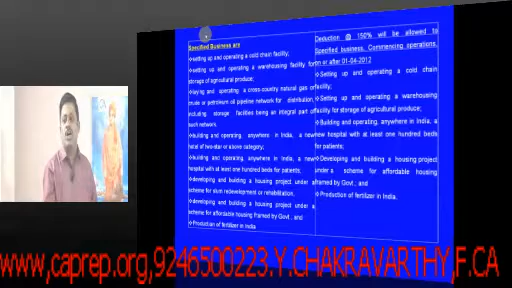 Specified Business are
❖setting up and operating a cold chain facility;
❖setting up and operating a warehousing facility for
storage of agricultural produce;
❖laying and operating a cross-country natural gas or
crude or petroleum oil pipeline network for distribution,
including storage facilities being an integral part of
such network.
❖building and operating, anywhere in India, a new
hotel of two-star or above category;
❖building and operating, anywhere in India, a new
hospital with at least one hundred beds for patients;
❖developing and building a housing project under a
scheme for slum redevelopment or rehabilitation,
❖developing and building a housing project under a
scheme for affordable housing framed by Govt ; and
❖Production of fertilizer in India
Deduction @ 150% will be allowed to
Specified business, Commencing operations,
on or after 01-04-2012
❖Setting up and operating a cold chain
facility;
❖Setting up and operating a warehousing
facility for storage of agricultural produce;
❖Building and operating, anywhere in India, a
new hospital with at least one hundred beds
for patients;
❖Developing and building a housing project
under a scheme for affordable housing
framed by Govt ; and
❖Production of fertilizer in India.
www,caprep.org,9246500223.Y.CHAKRAVARTHY,F.CA